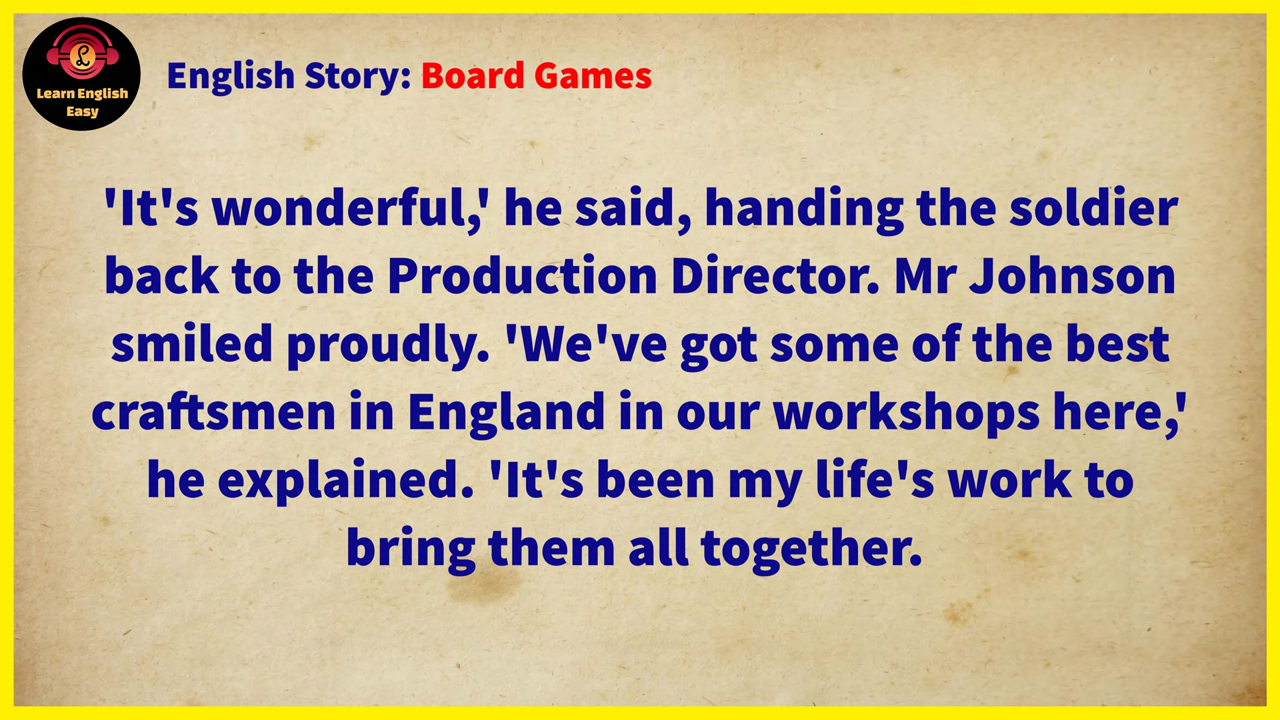 Learn English
Easy
English Story: Board Games
'It's wonderful,' he said, handing the soldier
back to the Production Director. Mr Johnson
smiled proudly. 'We've got some of the best
craftsmen in England in our workshops here,'
he explained. 'It's been my life's work to
bring them all together.